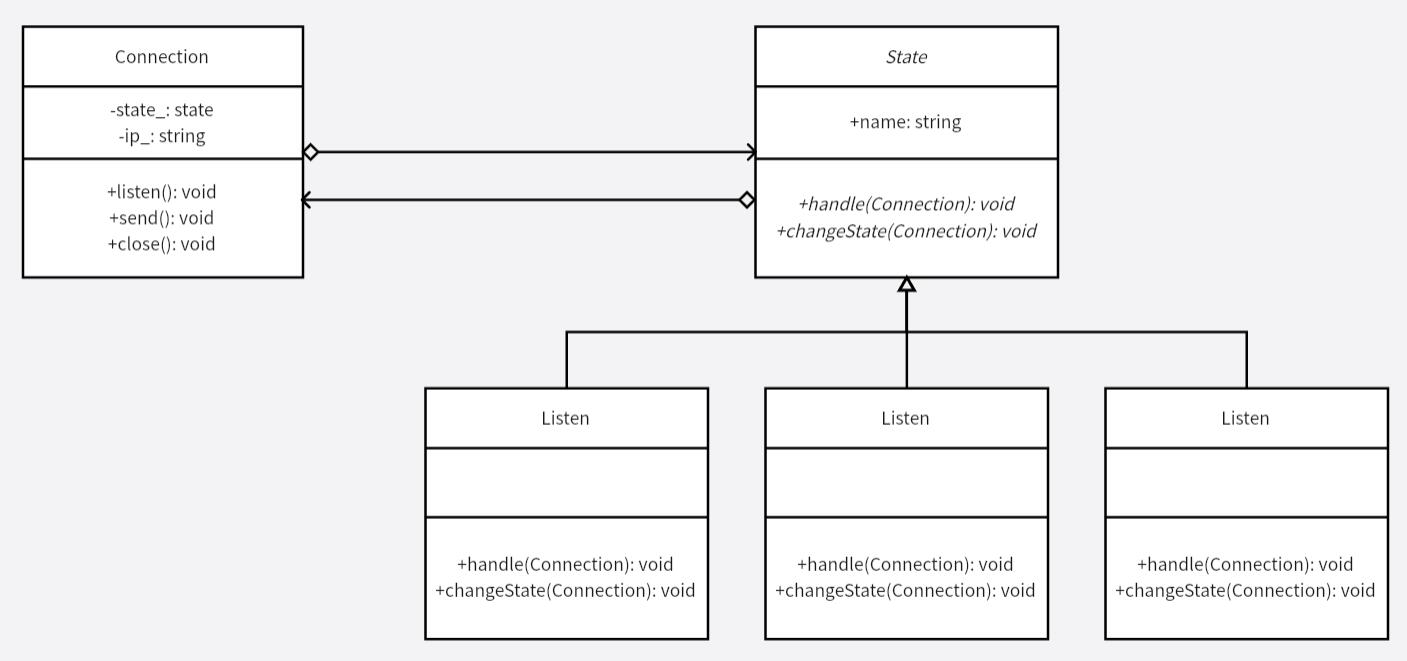 Connection
-state_: state
-ip_: string
+listen(): void
+send(): void
+close(): void
State
+name: string
+handle(Connection): void
+changeState(Connection): void
Listen
+handle(Connection): void
+changeState(Connection): void
Listen
+handle(Connection): void
+changeState(Connection): void
Listen
+handle(Connection): void
+changeState(Connection): void